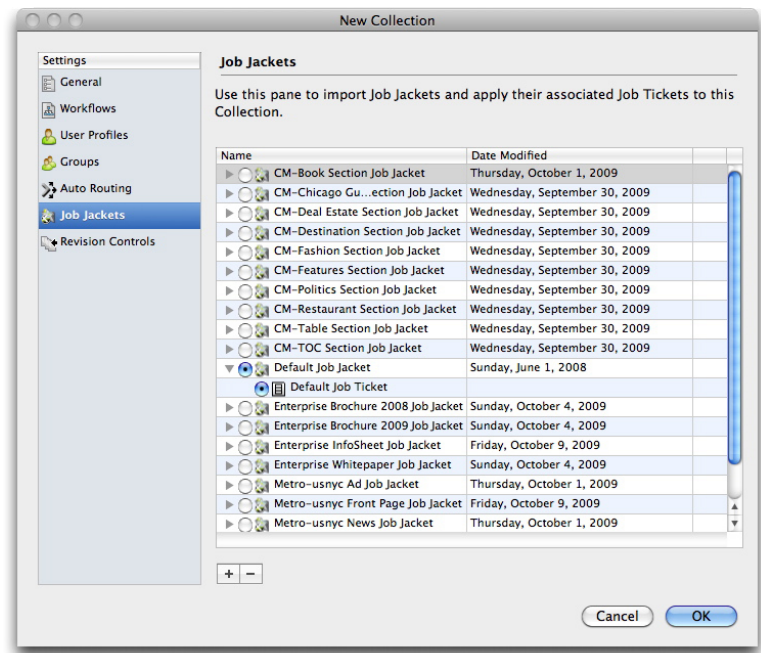 New Collection
Settings
General
Workflows
User Profiles
Groups
Auto Routing
Job Jackets
Revision Controls
Job Jackets
Use this pane to import Job Jackets and apply their associated Job Tickets to this
Collection.
Name Date Modified
CM-Book Section Job Jacket Thursday, October 1, 2009
CM-Chicago Gu...ection Job Jacket Wednesday, September 30, 2009
CM-Deal Estate Section Job Jacket Wednesday, September 30, 2009
CM-Destination Section Job Jacket Wednesday, September 30, 2009
CM-Fashion Section Job Jacket Wednesday, September 30, 2009
CM-Features Section Job Jacket Wednesday, September 30, 2009
CM-Politics Section Job Jacket Wednesday, September 30, 2009
CM-Restaurant Section Job Jacket Wednesday, September 30, 2009
CM-Table Section Job Jacket Wednesday, September 30, 2009
CM-TOC Section Job Jacket Wednesday, September 30, 2009
Default Job Jacket Sunday, June 1, 2008
Default Job Ticket
Enterprise Brochure 2008 Job Jacket Sunday, October 4, 2009
Enterprise Brochure 2009 Job Jacket Sunday, October 4, 2009
Enterprise InfoSheet Job Jacket Friday, October 9, 2009
Enterprise Whitepaper Job Jacket Sunday, October 4, 2009
Metro-usnyc Ad Job Jacket Thursday, October 1, 2009
Metro-usnyc Front Page Job Jacket Friday, October 9, 2009
Metro-usnyc News Job Jacket Thursday, October 1, 2009
+ −
Cancel OK